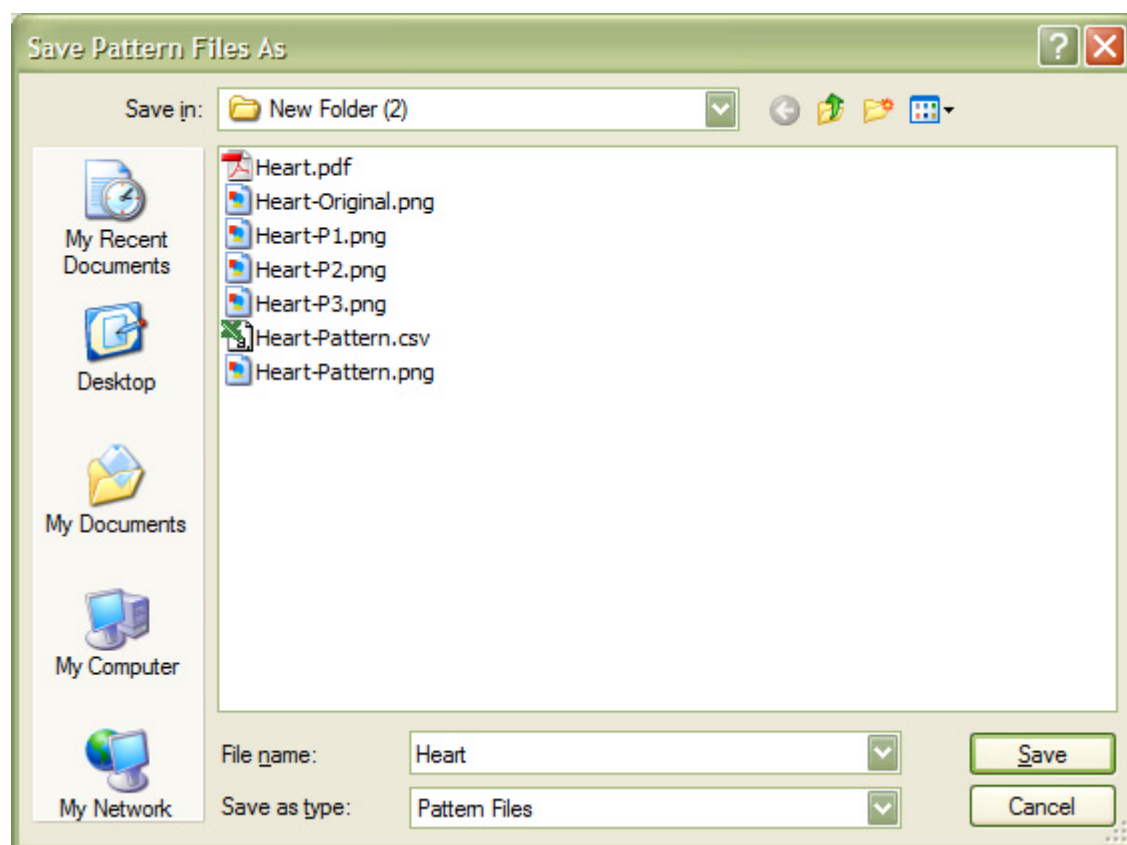 Save Pattern Files As
Save in:
New Folder (2)
My Recent
Documents
Desktop
My Documents
My Computer
My Network
Heart.pdf
Heart-Original.png
Heart-P1.png
Heart-P2.png
Heart-P3.png
Heart-Pattern.csv
Heart-Pattern.png
File name:
Heart
Save
Save as type:
Pattern Files
Cancel